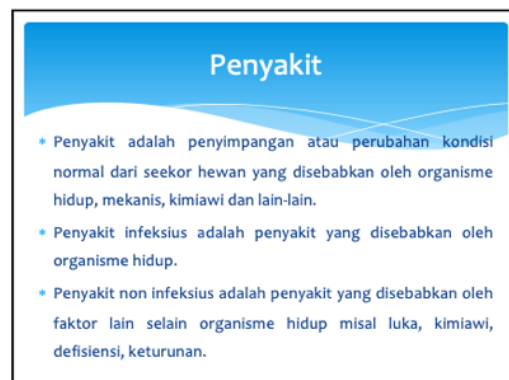 Penyakit
* Penyakit adalah penyimpangan atau perubahan kondisi
normal dari seekor hewan yang disebabkan oleh organisme
hidup, mekanis, kimiawi dan lain-lain.
* Penyakit infeksius adalah penyakit yang disebabkan oleh
organisme hidup.
* Penyakit non infeksius adalah penyakit yang disebabkan oleh
faktor lain selain organisme hidup misal luka, kimiawi,
defisiensi, keturunan.